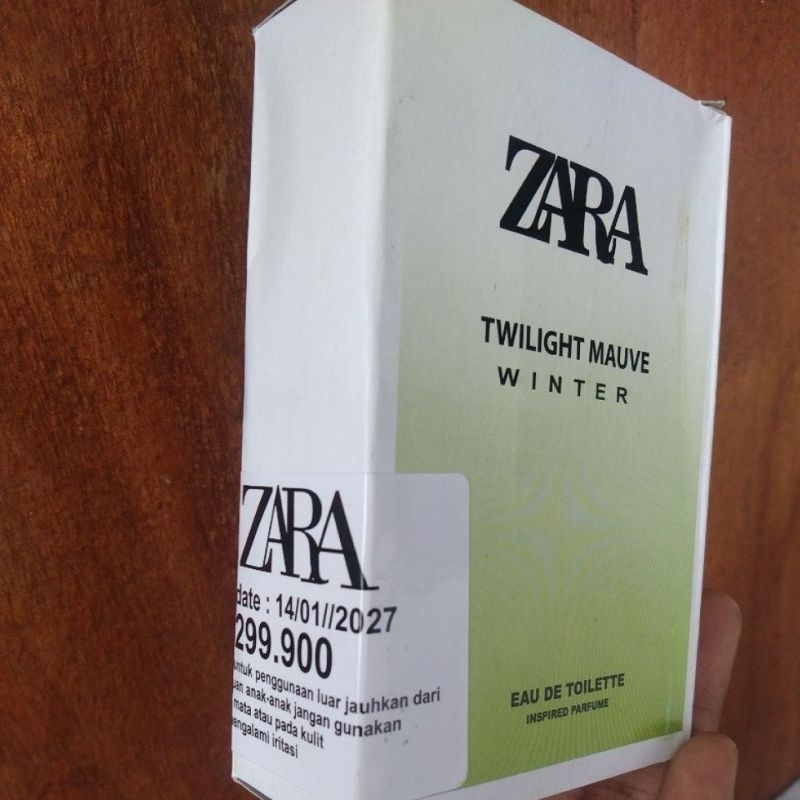 ZARA
TWILIGHT MAUVE
WINTER
EAU DE TOILETTE
INSPIRED PARFUME
ZARA
date : 14/01//2027
299.900
untuk penggunaan luar jauhkan dari
anak-anak jangan gunakan
mata atau pada kulit
iritasi